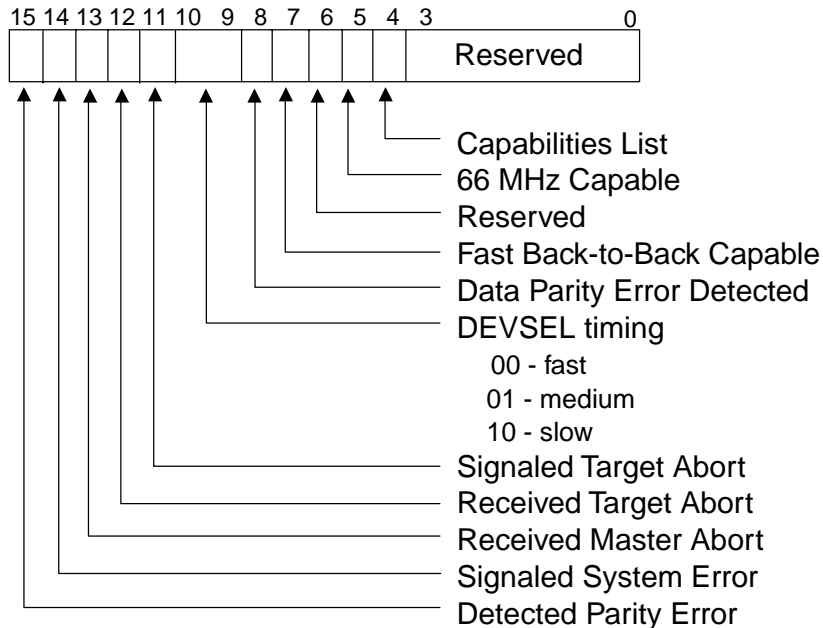 15 14 13 12 11 10 9 8 7 6 5 4 3 0
Reserved
Capabilities List
66 MHz Capable
Reserved
Fast Back-to-Back Capable
Data Parity Error Detected
DEVSEL timing
00 - fast
01 - medium
10 - slow
Signaled Target Abort
Received Target Abort
Received Master Abort
Signaled System Error
Detected Parity Error